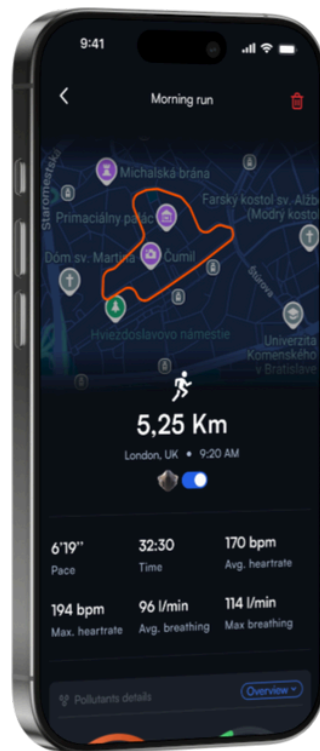 9:41
Morning run
Staromestská
Michalská brána
Primaciálny palác
Farský kostol sv. Alžb
(Modrý kostol
Dóm sv. Martina
Čumil
Štúrova
Hviezdoslavovo námestie
Univerzita
Komenského
v Bratislave
5,25 Km
London, UK • 9:20 AM
6'19’’ 32:30 170 bpm
Pace Time Avg. heartrate
194 bpm 96 l/min 114 l/min
Max. heartrate Avg. breathing Max breathing
Pollutants details Overview